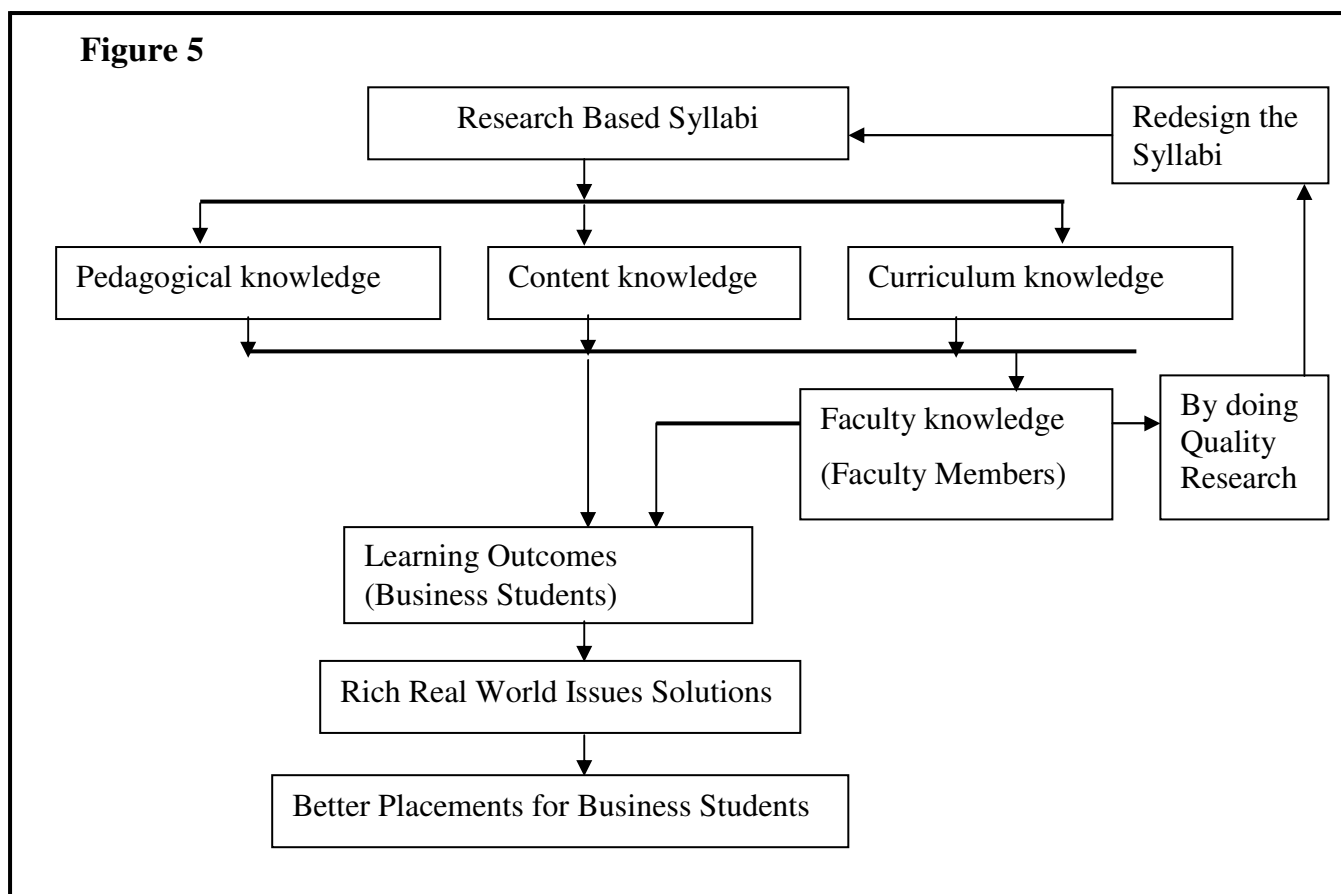 Figure 5
Research Based Syllabi
Redesign the
Syllabi
Pedagogical knowledge
Content knowledge
Curriculum knowledge
Faculty knowledge
(Faculty Members)
By doing
Quality
Research
Learning Outcomes
(Business Students)
Rich Real World Issues Solutions
Better Placements for Business Students